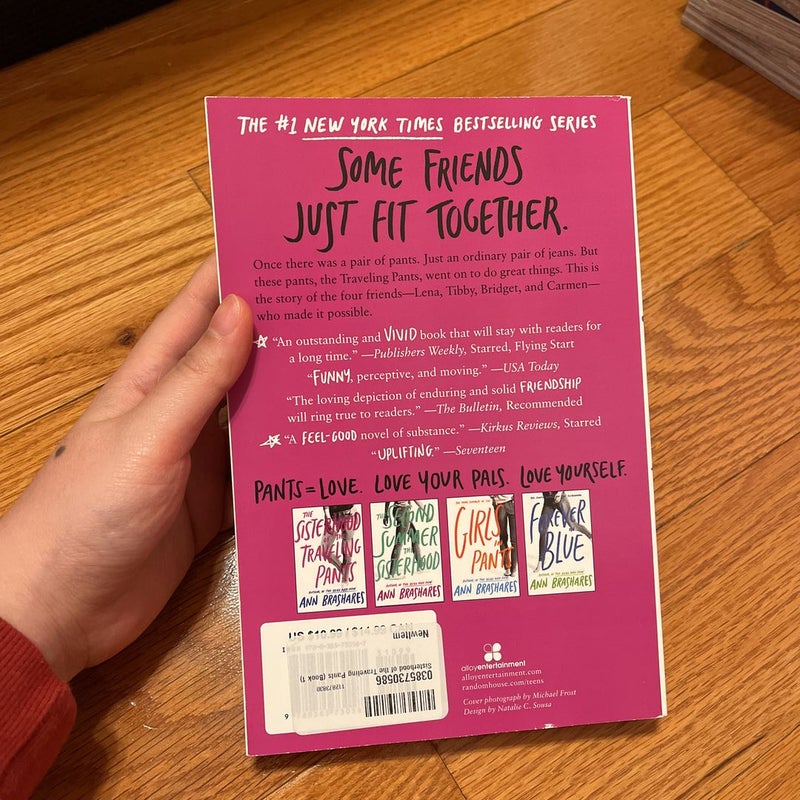 THE #1 NEW YORK TIMES BESTSELLING SERIES
SOME FRIENDS
JUST FIT TOGETHER.
Once there was a pair of pants. Just an ordinary pair of jeans. But
these pants, the Traveling Pants, went on to do great things. This is
the story of the four friends—Lena, Tibby, Bridget, and Carmen—
who made it possible.
"An outstanding and VIVID book that will stay with readers for
a long time." —Publishers Weekly, Starred, Flying Start
"FUNNY, perceptive, and moving." —USA Today
"The loving depiction of enduring and solid FRIENDSHIP
will ring true to readers." —The Bulletin, Recommended
"A FEEL-GOOD novel of substance." —Kirkus Reviews, Starred
"UPLIFTING." —Seventeen
PANTS=LOVE. LOVE YOUR PALS. LOVE YOURSELF.
THE
SISTERHOOD
TRAVELING
PANTS
ANN BRASHARES
THE
SECOND
SUMMER
SISTERHOOD
ANN BRASHARES
GIRLS
PANTS
ANN BRASHARES
FOREVER
BLUE
ANN BRASHARES
NewItem
Sisterhood of the Traveling Pants (Book 1)
0385730586
alloyentertainment
alloyentertainment.com
randomhouse.com/teens
Cover photograph by Michael Frost
Design by Natalie C. Sousa